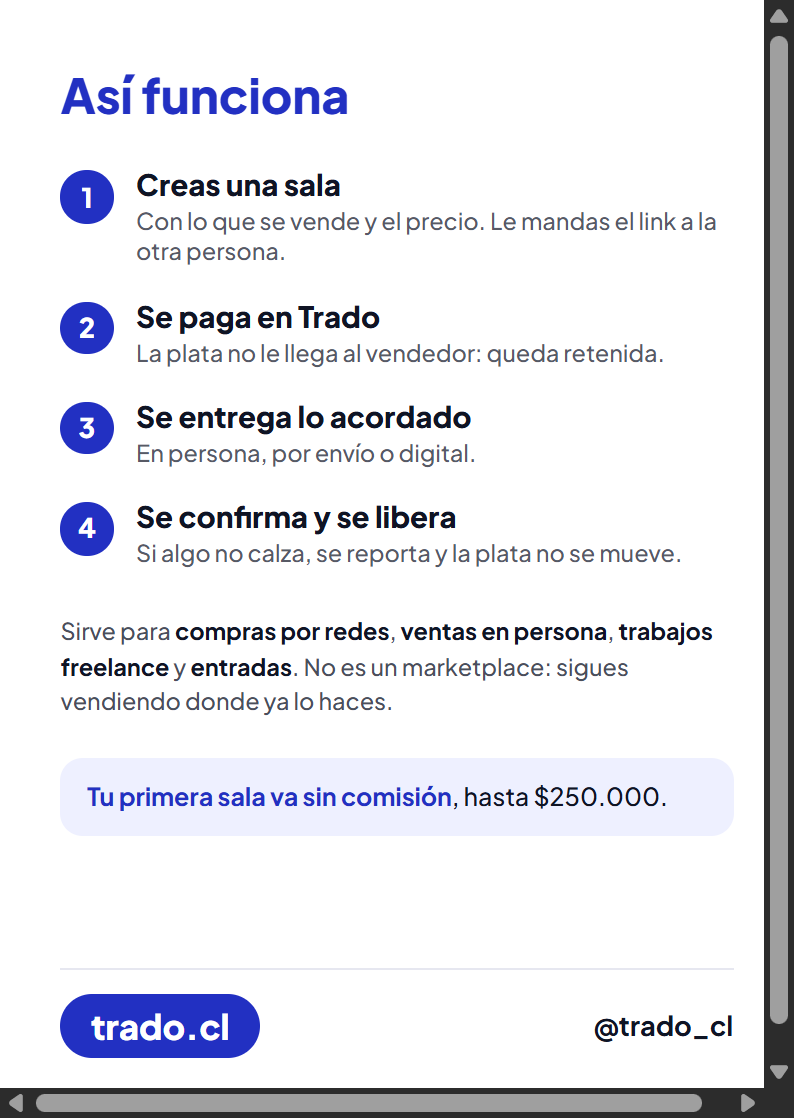 Así funciona
1
Creas una sala
Con lo que se vende y el precio. Le mandas el link a la
otra persona.
2
Se paga en Trado
La plata no le llega al vendedor: queda retenida.
3
Se entrega lo acordado
En persona, por envío o digital.
4
Se confirma y se libera
Si algo no calza, se reporta y la plata no se mueve.
Sirve para compras por redes, ventas en persona, trabajos
freelance y entradas. No es un marketplace: sigues
vendiendo donde ya lo haces.
Tu primera sala va sin comisión, hasta $250.000.
trado.cl
@trado_cl